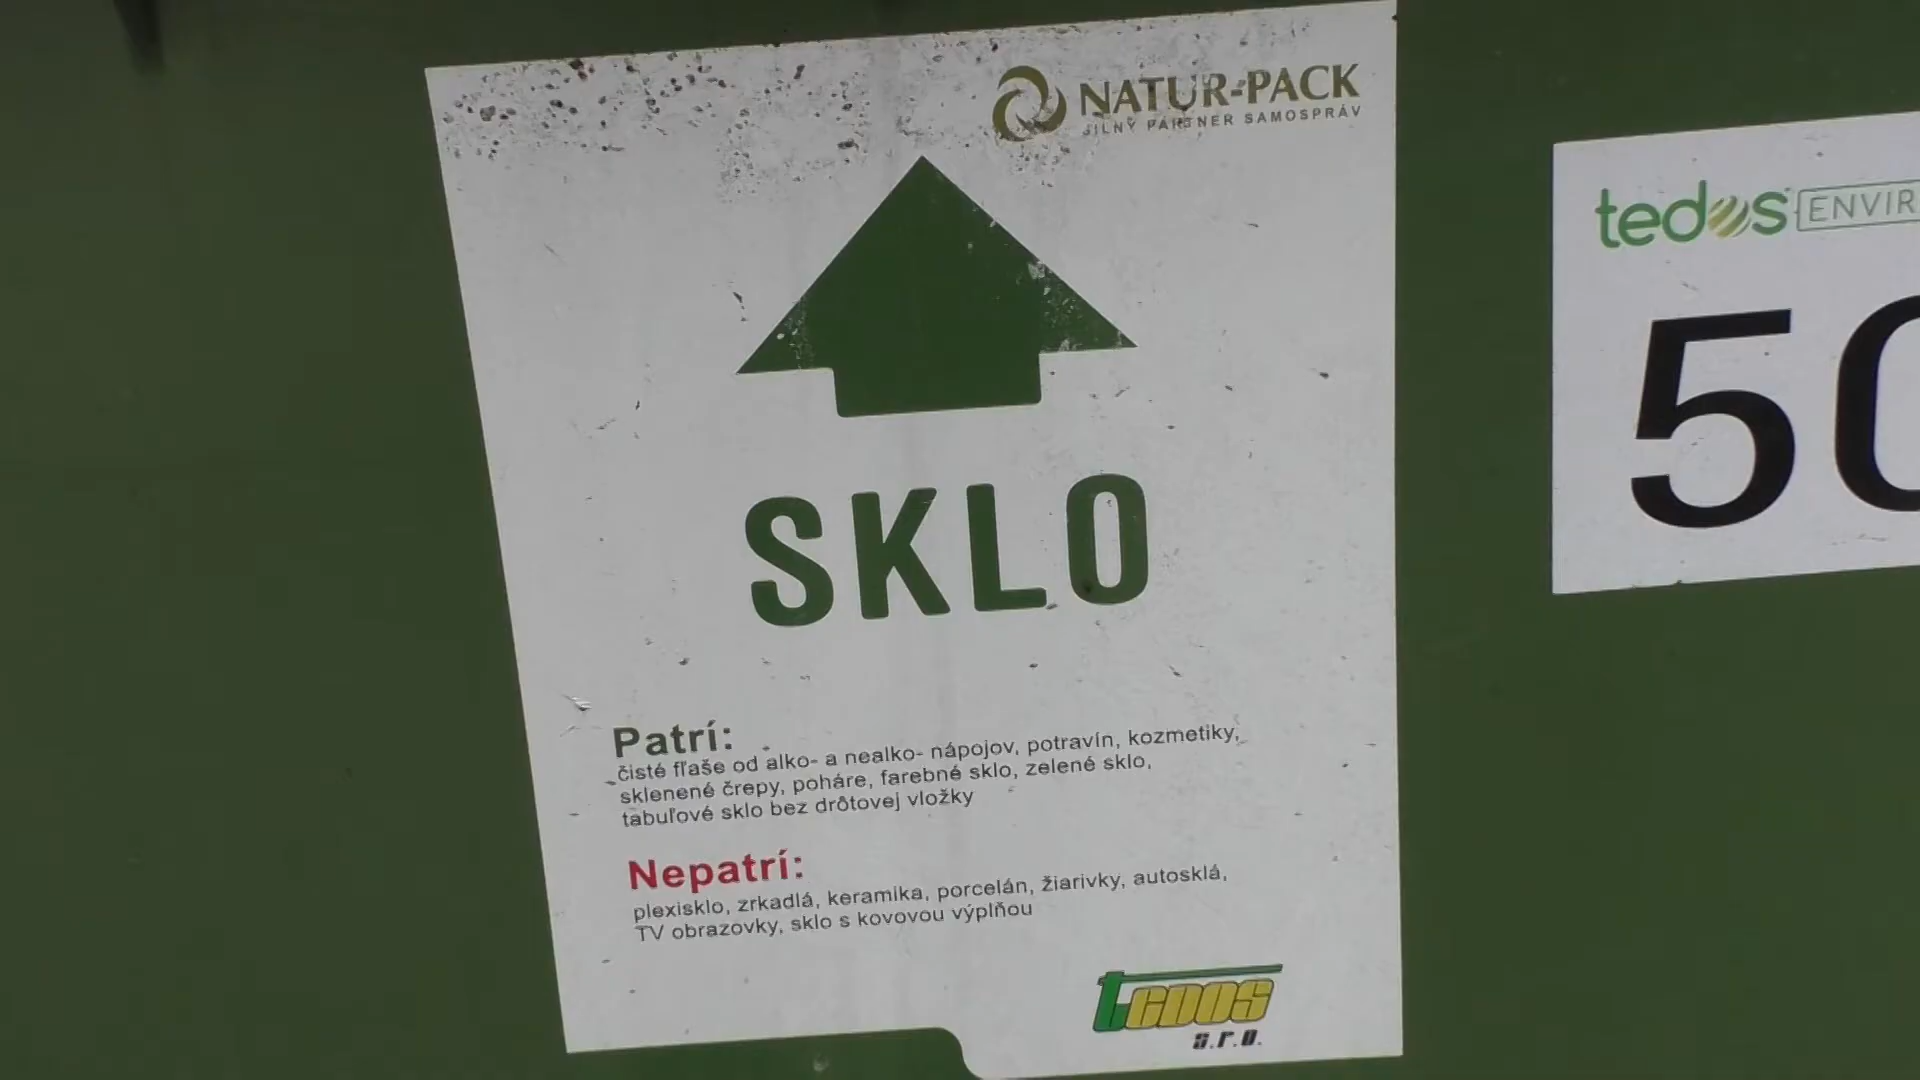 NATUR-PACK
SILNÝ PARTNER SAMOSPRÁV
SKLO
Patrí:
čisté fľaše od alko- a nealko- nápojov, potravín, kozmetiky,
sklenené črepy, poháre, farebné sklo, zelené sklo,
tabuľové sklo bez drôtovej vložky
Nepatrí:
plexisklo, zrkadlá, keramika, porcelán, žiarivky, autosklá,
TV obrazovky, sklo s kovovou výplňou
tedos
s.r.o.
tedos ENVIR
50